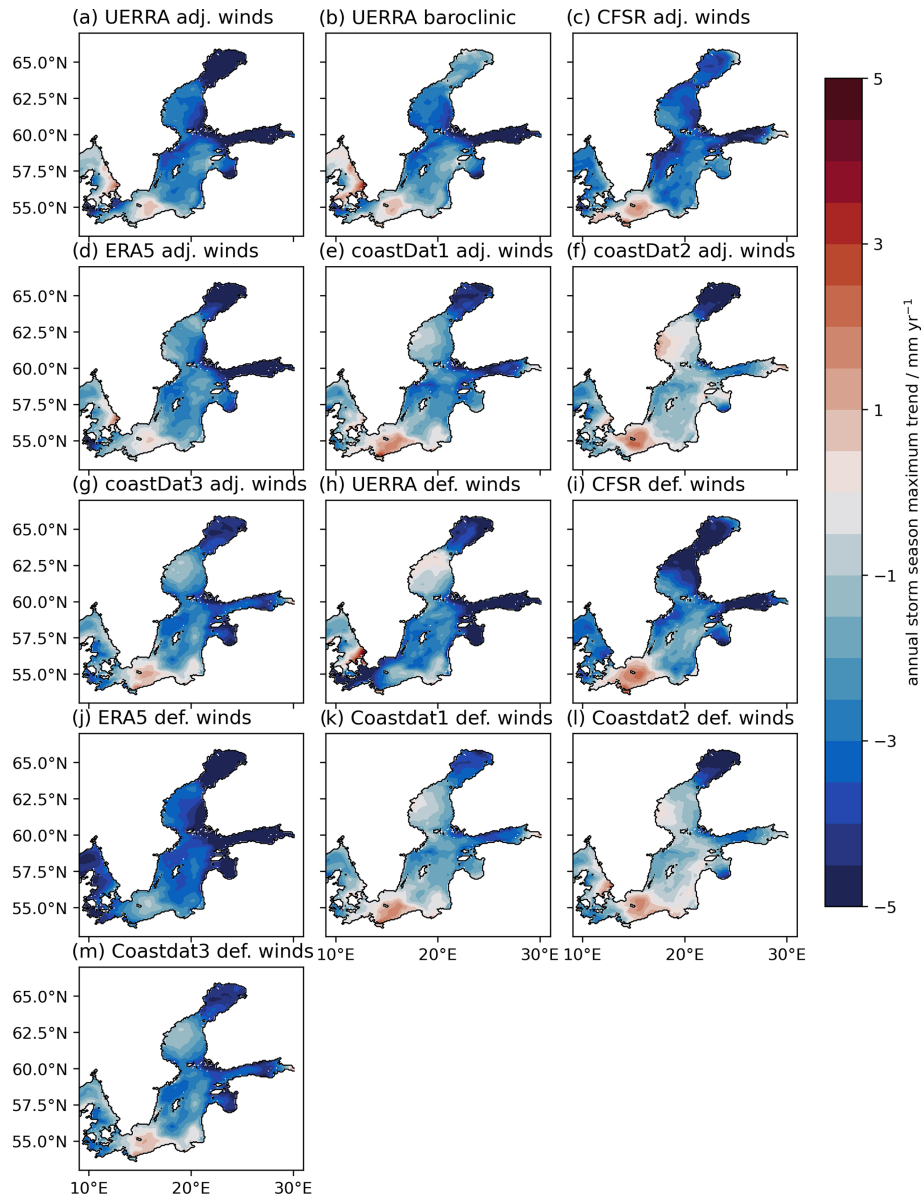 (a) UERRA adj. winds
(b) UERRA baroclinic
(c) CFSR adj. winds
65.0°N
62.5°N
60.0°N
57.5°N
55.0°N
(d) ERA5 adj. winds
(e) coastDat1 adj. winds
(f) coastDat2 adj. winds
65.0°N
62.5°N
60.0°N
57.5°N
55.0°N
(g) coastDat3 adj. winds
(h) UERRA def. winds
(i) CFSR def. winds
65.0°N
62.5°N
60.0°N
57.5°N
55.0°N
(j) ERA5 def. winds
(k) Coastdat1 def. winds
(l) Coastdat2 def. winds
65.0°N
62.5°N
60.0°N
57.5°N
55.0°N
10°E
20°E
30°E
10°E
20°E
30°E
(m) Coastdat3 def. winds
65.0°N
62.5°N
60.0°N
57.5°N
55.0°N
10°E
20°E
30°E
5
3
1
−1
−3
−5
annual storm season maximum trend / mm yr⁻¹